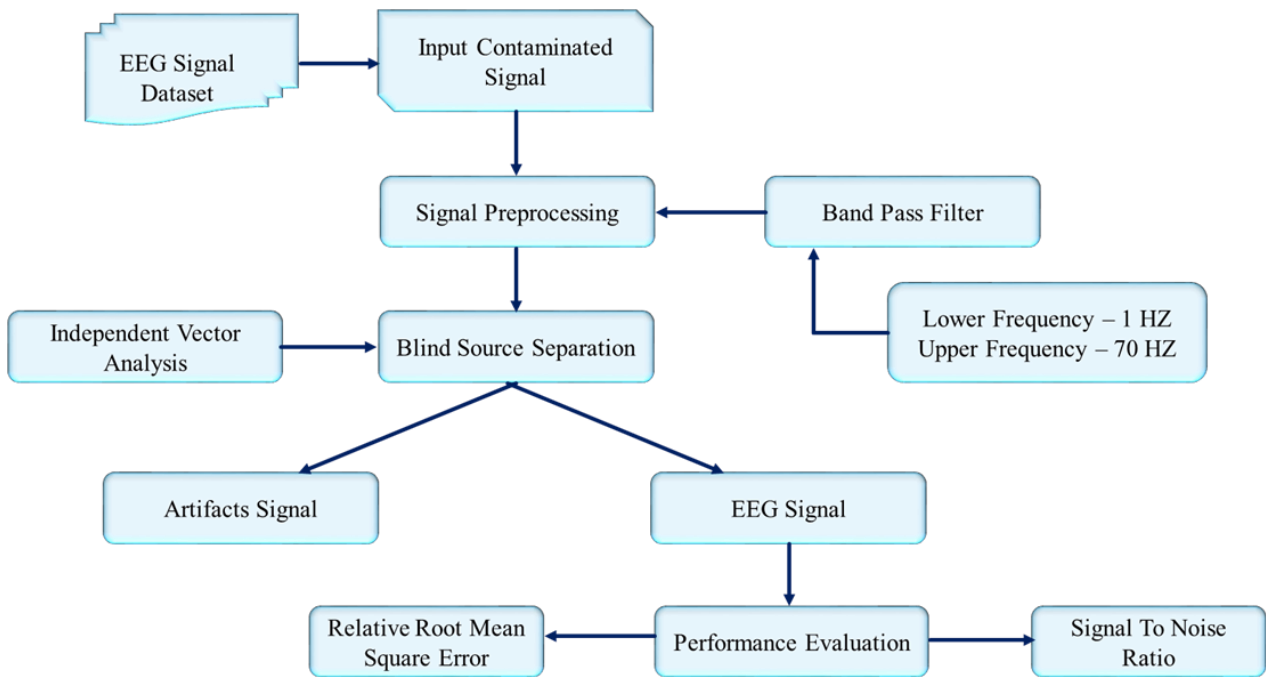 EEG Signal
Dataset
Input Contaminated
Signal
Signal Preprocessing
Band Pass Filter
Lower Frequency – 1 HZ
Upper Frequency – 70 HZ
Independent Vector
Analysis
Blind Source Separation
Artifacts Signal
EEG Signal
Relative Root Mean
Square Error
Performance Evaluation
Signal To Noise
Ratio